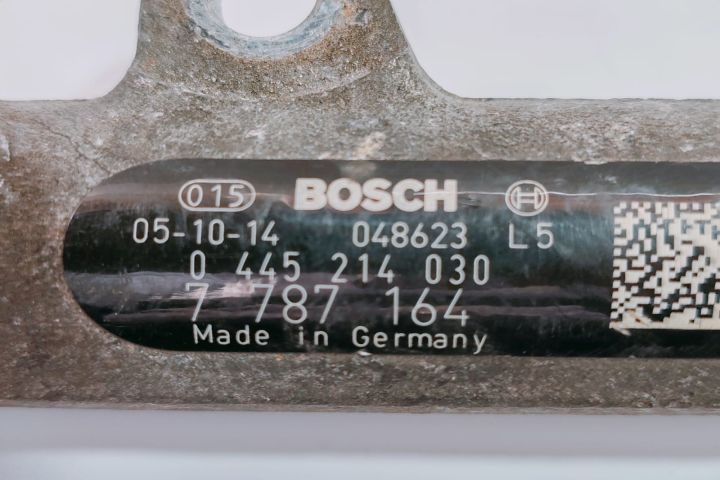 015 BOSCH
05-10-14 048623 L5
0 445 214 030
7 787 164
Made in Germany